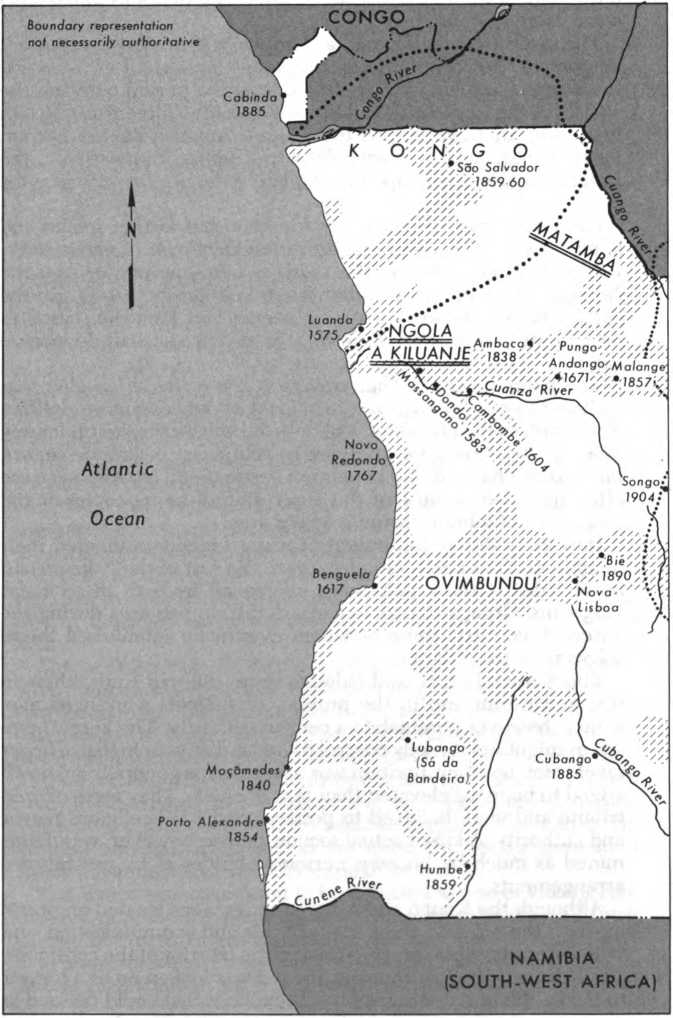 Boundary representation
not necessarily authoritative
CONGO
Cabinda
1885
Congo River
KONGO
São Salvador
1859-60
Cuango River
MATAMBA
N
Luanda
1575
NGOLA
A KILUANJE
Ambaca
1838
Pungo
Andongo
1671
Malange
1857
Massangano 1583
Dondo
Cambambe 1604
Cuanza River
Novo
Redondo
1767
Songo
1904
Atlantic
Ocean
Benguela
1617
OVIMBUNDU
Bié
1890
Nova
Lisboa
Lubango
(Sá da
Bandeira)
Moçâmedes
1840
Cubango
1885
Cubango River
Porto Alexandre
1854
Humbe
1859
Cunene River
NAMIBIA
(SOUTH-WEST AFRICA)